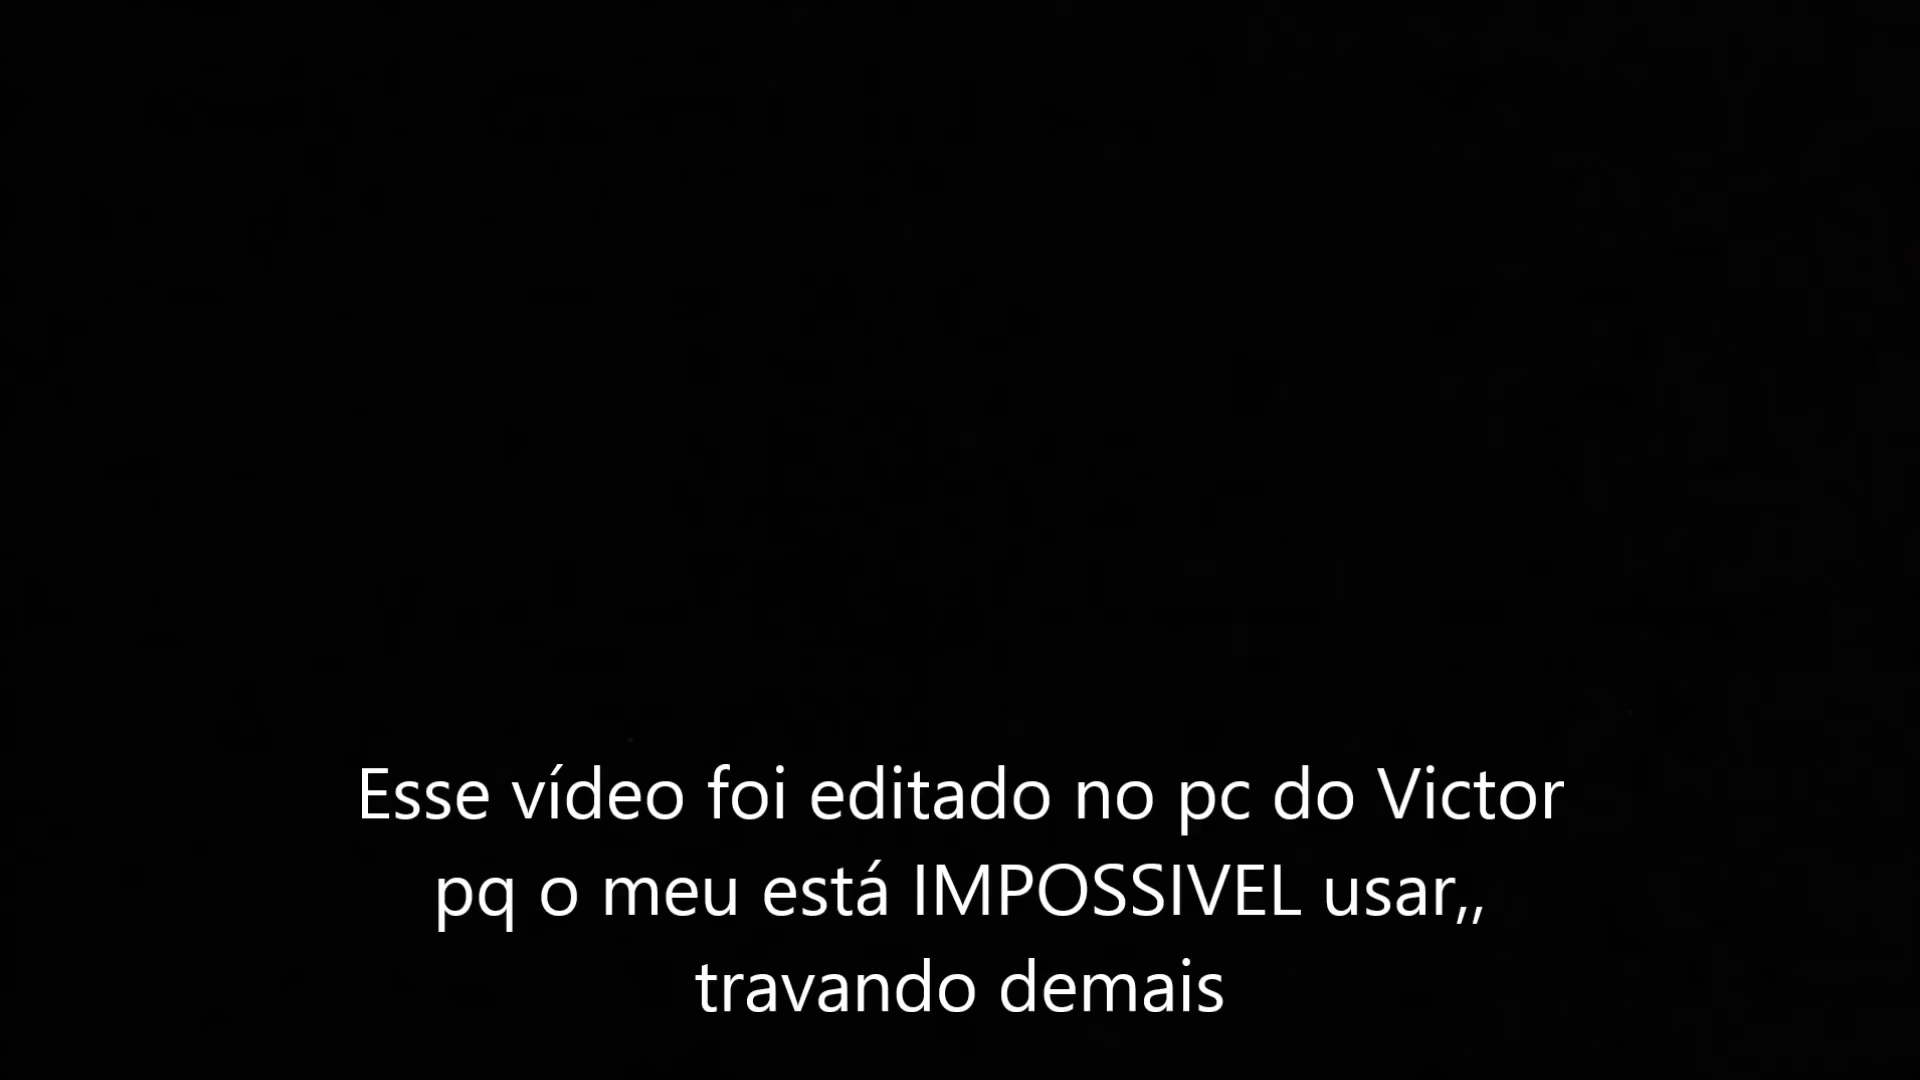 Esse vídeo foi editado no pc do Victor
pq o meu está IMPOSSIVEL usar,,
travando demais